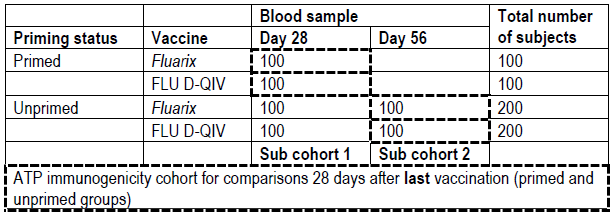 Blood sample Total number
Priming status Vaccine Day 28 Day 56 of subjects
Primed Fluarix 100 100
FLU D-QIV 100 100
Unprimed Fluarix 100 100 200
FLU D-QIV 100 100 200
Sub cohort 1 Sub cohort 2
ATP immunogenicity cohort for comparisons 28 days after last vaccination (primed and
unprimed groups)